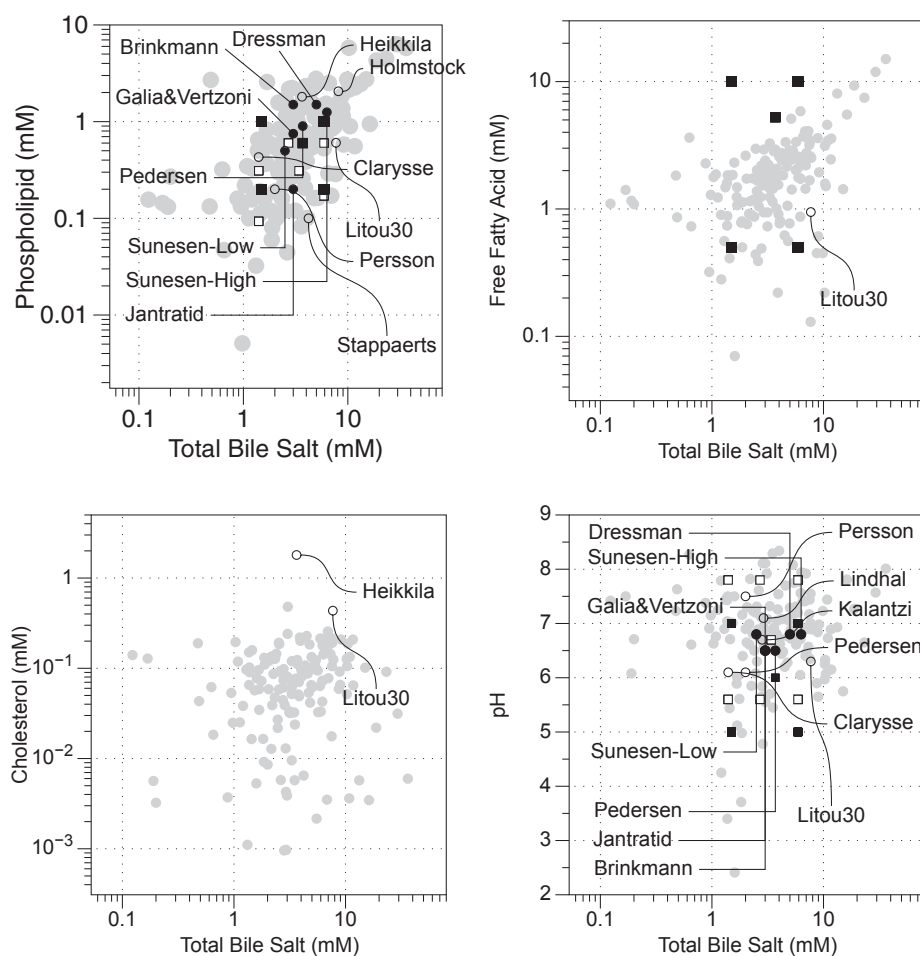 10
1
0.1
0.01
Phospholipid (mM)
Brinkmann
Dressman
Heikkila
Holmstock
Galia&Vertzoni
Clarysse
Pedersen
Litou30
Sunesen-Low
Persson
Sunesen-High
Jantratid
Stappaerts
0.1 1 10
Total Bile Salt (mM)
10
1
0.1
Free Fatty Acid (mM)
Litou30
0.1 1 10
Total Bile Salt (mM)
1
10⁻¹
10⁻²
10⁻³
Cholesterol (mM)
Heikkila
Litou30
0.1 1 10
Total Bile Salt (mM)
9
8
7
6
5
4
3
2
pH
Dressman
Persson
Sunesen-High
Lindhal
Galia&Vertzoni
Kalantzi
Pedersen
Clarysse
Sunesen-Low
Pedersen
Litou30
Jantratid
Brinkmann
0.1 1 10
Total Bile Salt (mM)